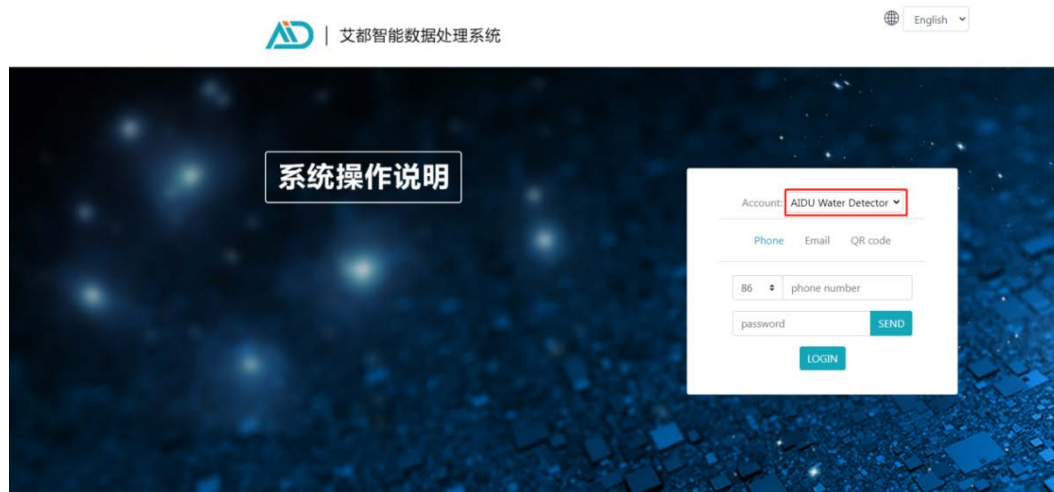 AID | 艾都智能数据处理系统
English
系统操作说明
Account: AIDU Water Detector
Phone Email QR code
86 phone number
password SEND
LOGIN